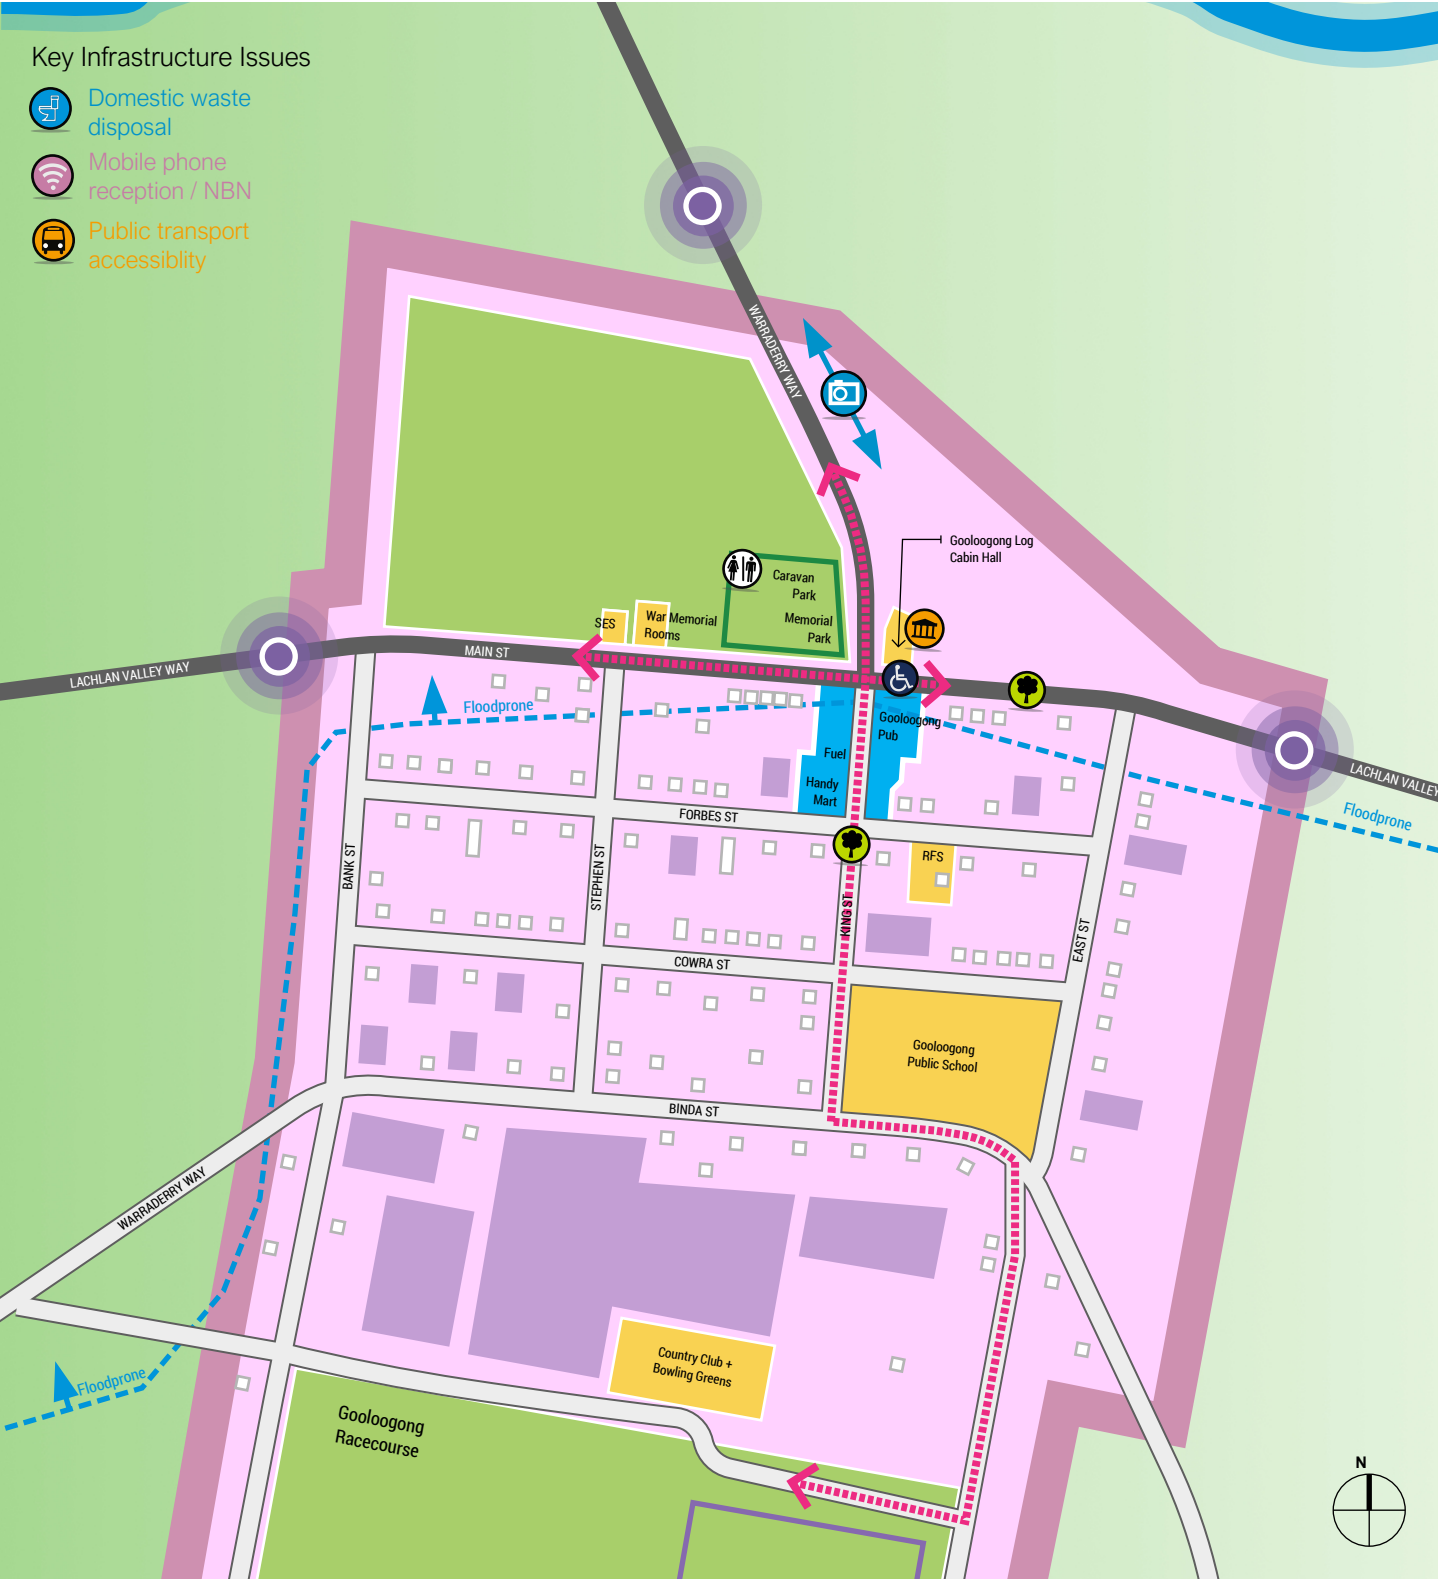 Key Infrastructure Issues
Domestic waste
disposal
Mobile phone
reception / NBN
Public transport
accessiblity
WARRADERRY WAY
Gooloogong Log
Cabin Hall
Caravan
Park
Memorial
Park
SES
War Memorial
Rooms
MAIN ST
LACHLAN VALLEY WAY
Floodprone
Gooloogong
Pub
Fuel
Handy
Mart
LACHLAN VALLEY
Floodprone
FORBES ST
BANK ST
STEPHEN ST
KING ST
RFS
EAST ST
COWRA ST
Gooloogong
Public School
BINDA ST
WARRADERRY WAY
Floodprone
Country Club +
Bowling Greens
Gooloogong
Racecourse
N